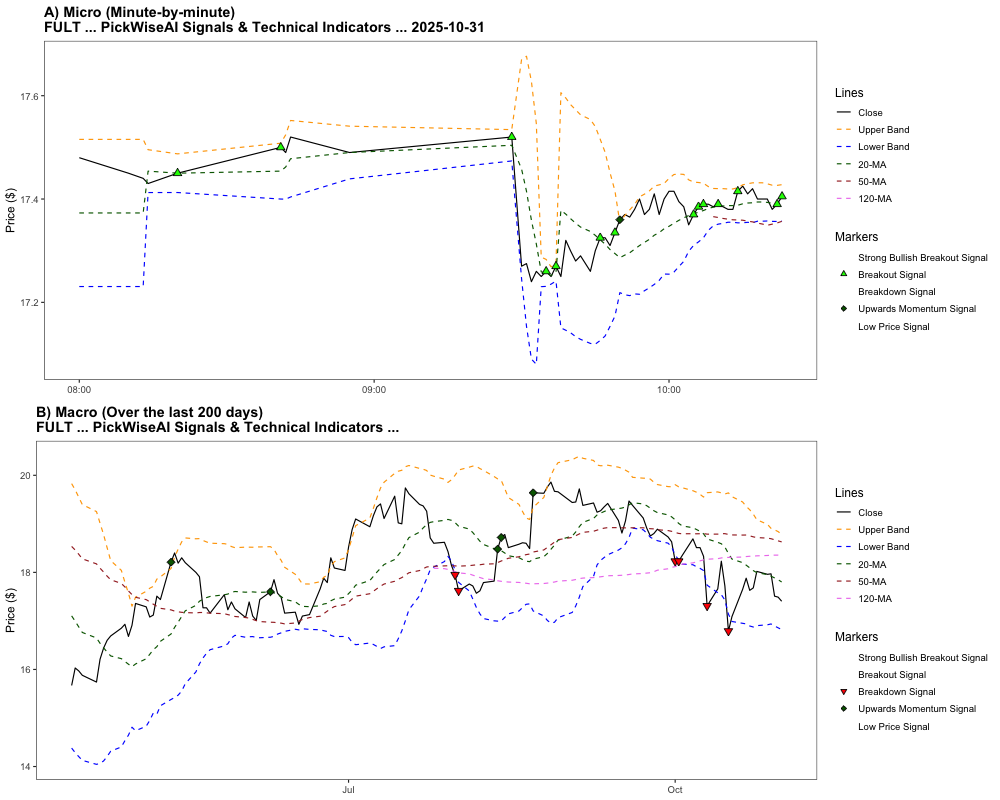 A) Micro (Minute-by-minute)
FULT ... PickWiseAI Signals & Technical Indicators ... 2025-10-31
Price ($)
17.6
17.4
17.2
08:00
09:00
10:00
Lines
Close
Upper Band
Lower Band
20-MA
50-MA
120-MA
Markers
Strong Bullish Breakout Signal
Breakout Signal
Breakdown Signal
Upwards Momentum Signal
Low Price Signal
B) Macro (Over the last 200 days)
FULT ... PickWiseAI Signals & Technical Indicators ...
Price ($)
20
18
16
14
Jul
Oct
Lines
Close
Upper Band
Lower Band
20-MA
50-MA
120-MA
Markers
Strong Bullish Breakout Signal
Breakout Signal
Breakdown Signal
Upwards Momentum Signal
Low Price Signal